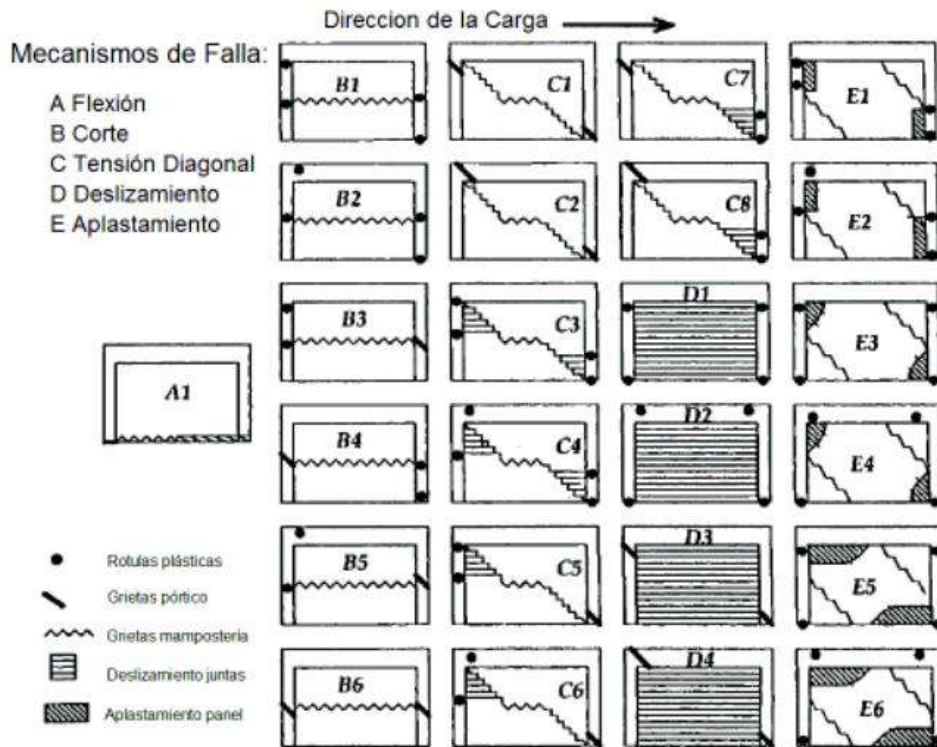 Direccion de la Carga
Mecanismos de Falla:
A Flexión
B Corte
C Tensión Diagonal
D Deslizamiento
E Aplastamiento
B1 C1 C7 E1
B2 C2 C8 E2
B3 C3 D1 E3
A1
B4 C4 D2 E4
B5 C5 D3 E5
B6 C6 D4 E6
Rotulas plásticas
Grietas pórtico
Grietas mampostería
Deslizamiento juntas
Aplastamiento panel